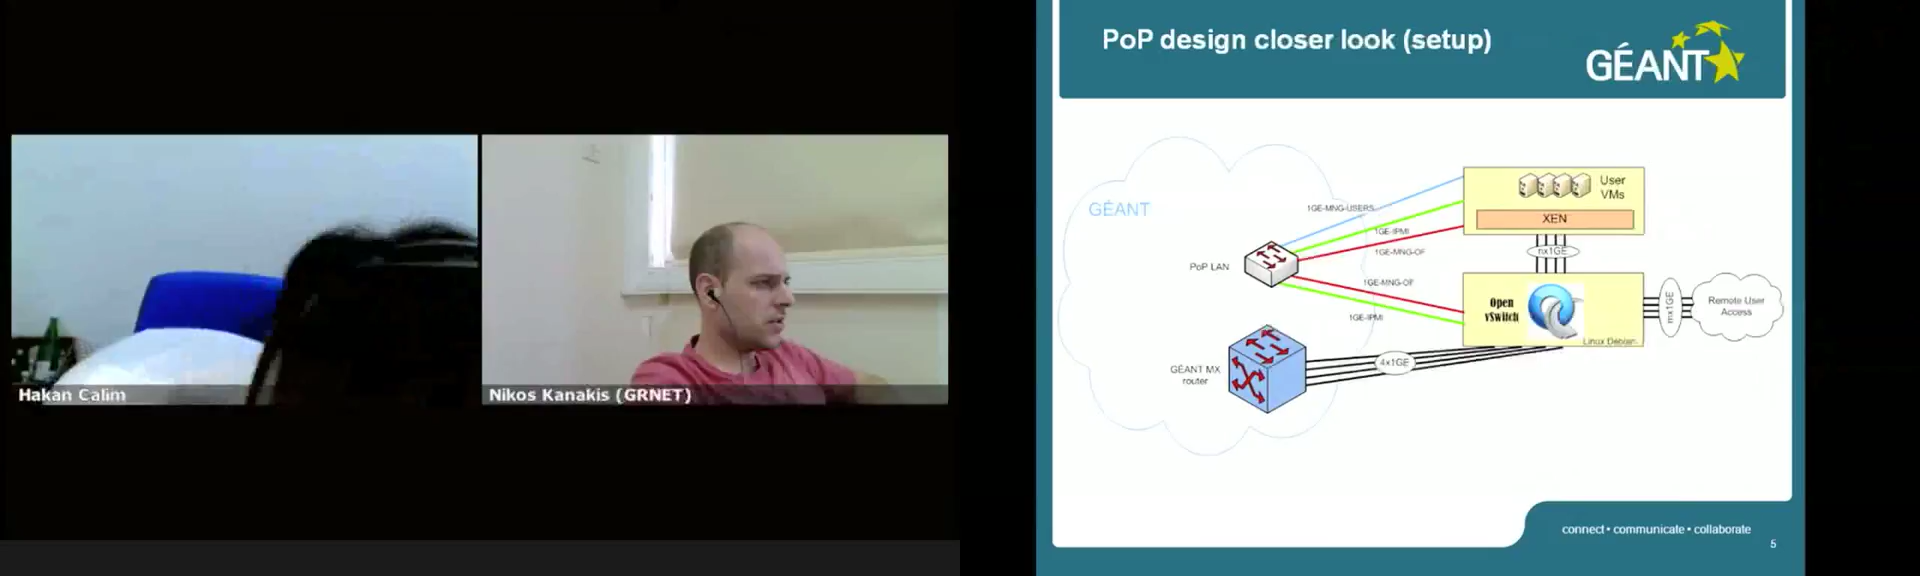 Hakan Calim
Nikos Kanakis (GRNET)
PoP design closer look (setup)
GÉANT
GÉANT
1GE-MNG-USERS
1GE-IPMI
1GE-MNG-OF
PoP LAN
1GE-MNG-OF
1GE-IPMI
User
VMs
XEN
nx1GE
Open
vSwitch
Linux Debian
mx1GE
Remote User
Access
GÉANT MX
router
4x1GE
connect • communicate • collaborate
5